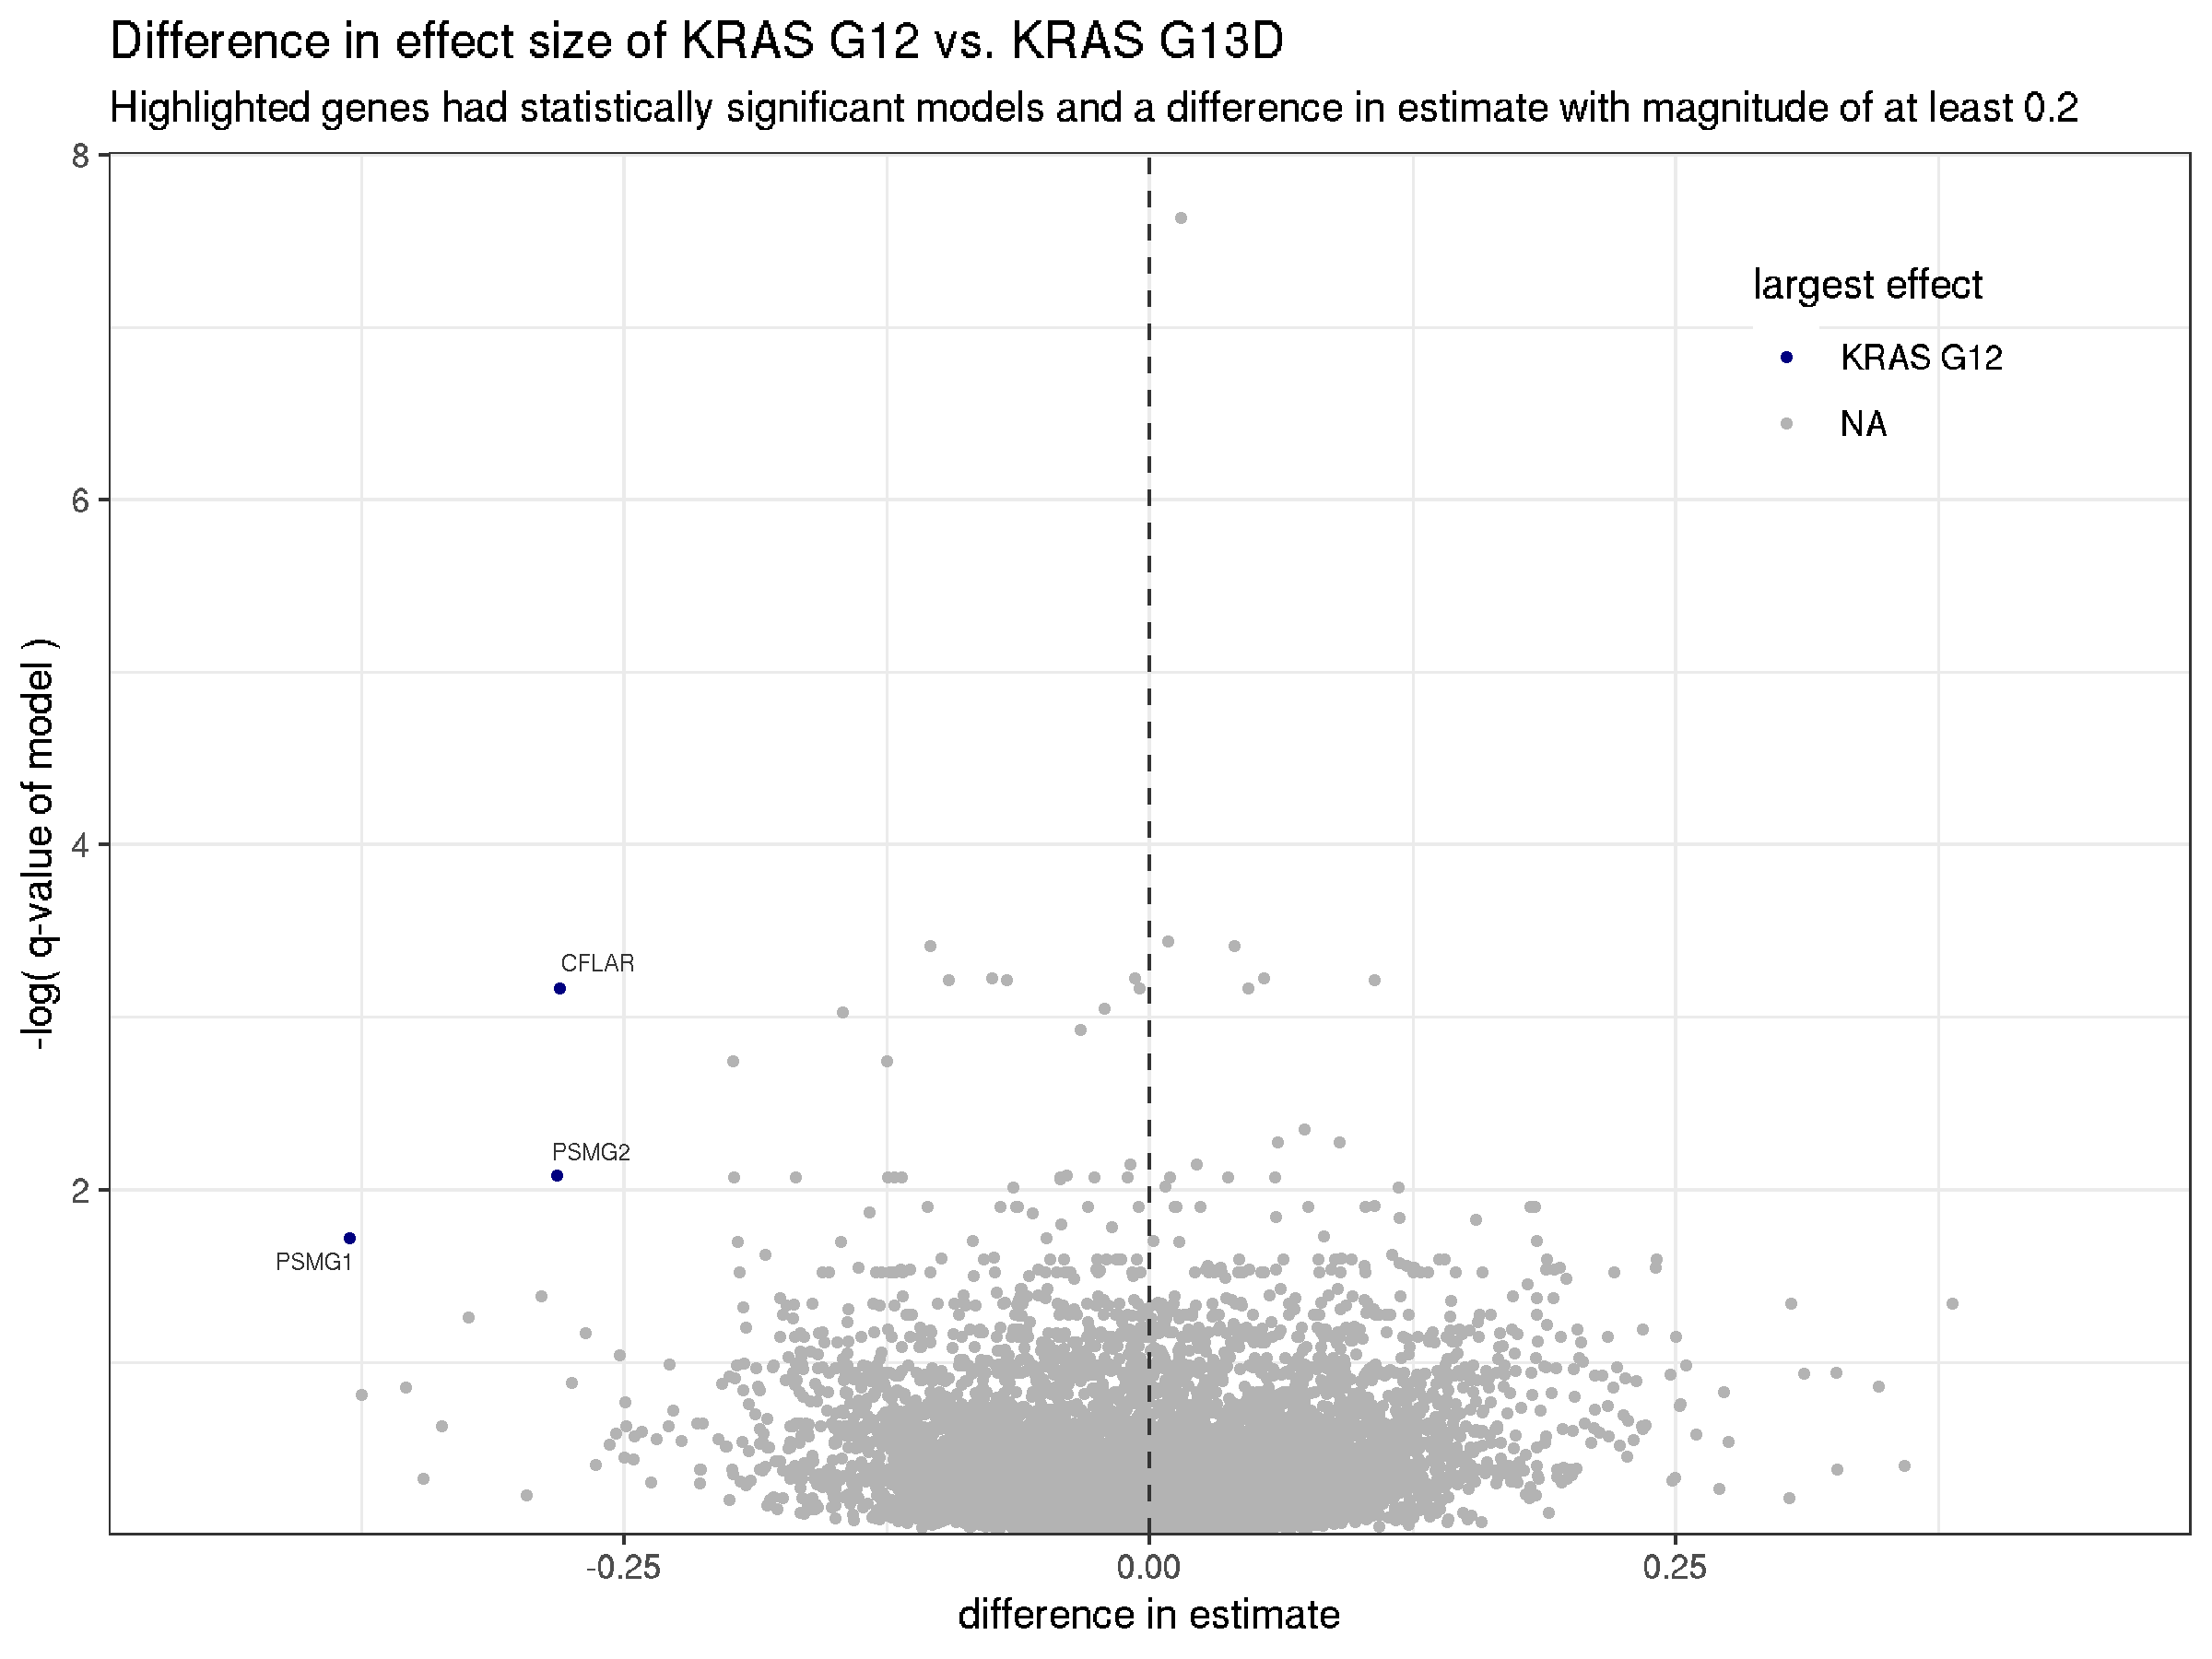 Difference in effect size of KRAS G12 vs. KRAS G13D
Highlighted genes had statistically significant models and a difference in estimate with magnitude of at least 0.2
8
6
4
2
-log( q-value of model )
largest effect
KRAS G12
NA
CFLAR
PSMG2
PSMG1
-0.25
0.00
0.25
difference in estimate